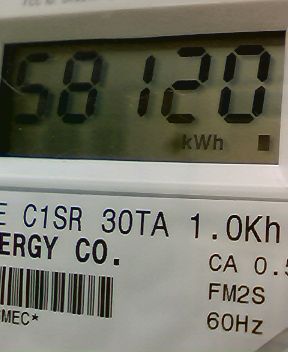 58120
kWh
E C1SR 30TA 1.0Kh
ERGY CO.
CA 0.5
FM2S
MEC*
60Hz